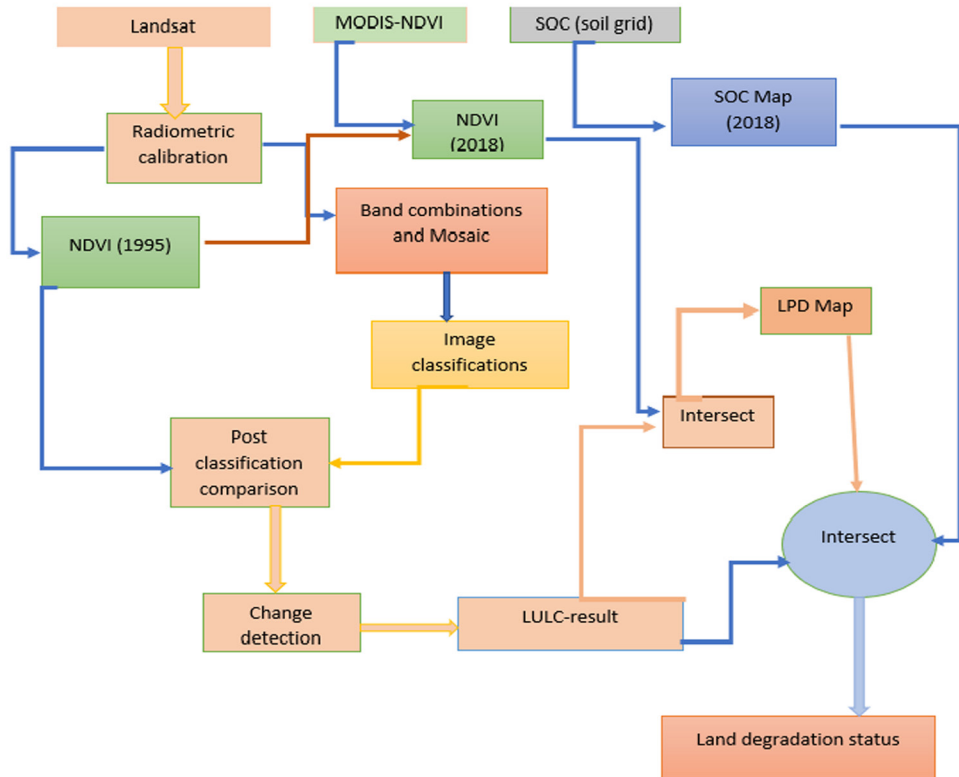 Landsat
MODIS-NDVI
SOC (soil grid)
Radiometric
calibration
NDVI
(2018)
SOC Map
(2018)
NDVI (1995)
Band combinations
and Mosaic
LPD Map
Image
classifications
Intersect
Post
classification
comparison
Intersect
Change
detection
LULC-result
Land degradation status